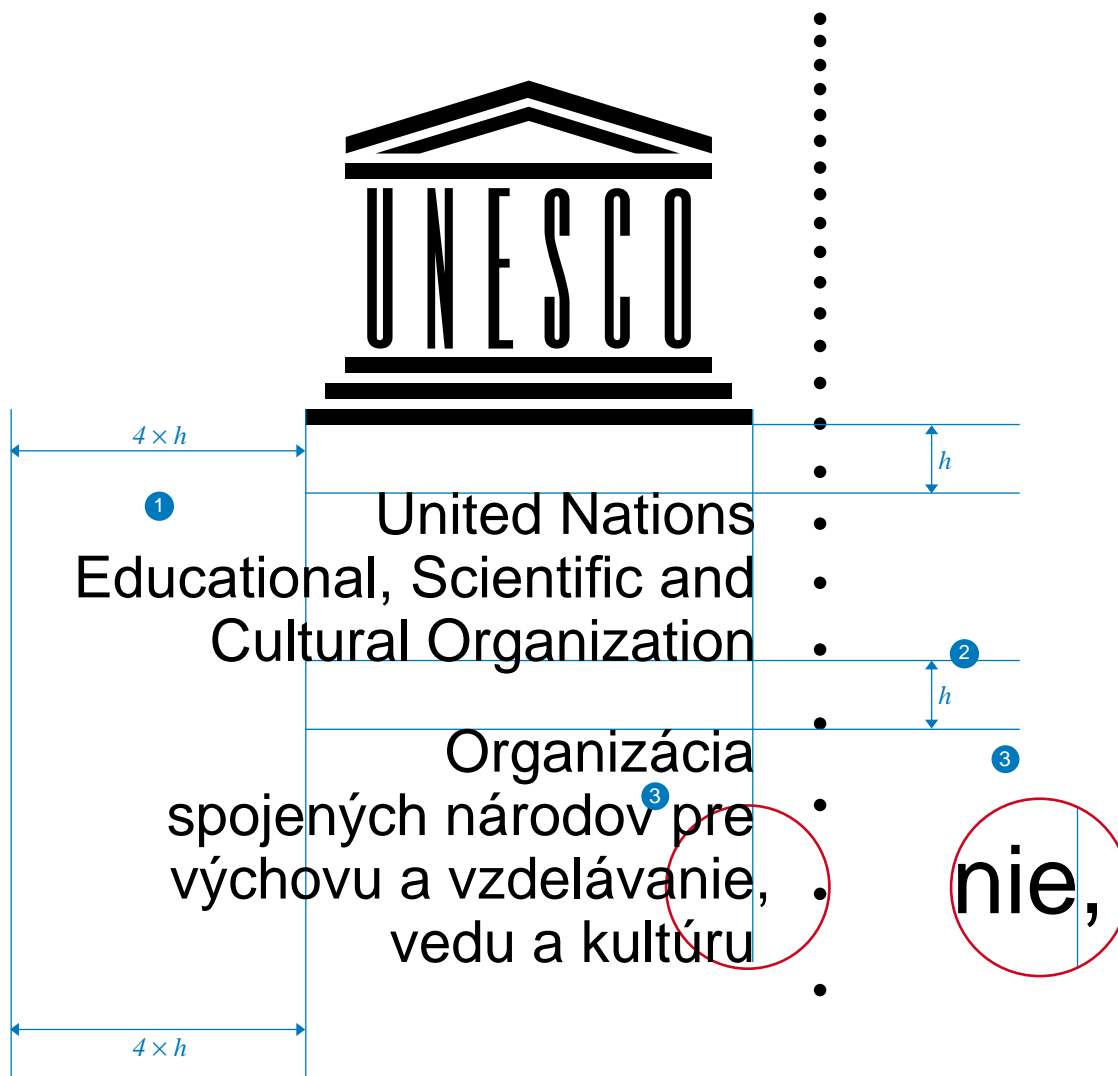 UNESCO
4 × h
h
1
United Nations
Educational, Scientific and
Cultural Organization
2
h
Organizácia
3
3
spojených národov pre
výchovu a vzdelávanie,
nie,
vedu a kultúru
4 × h